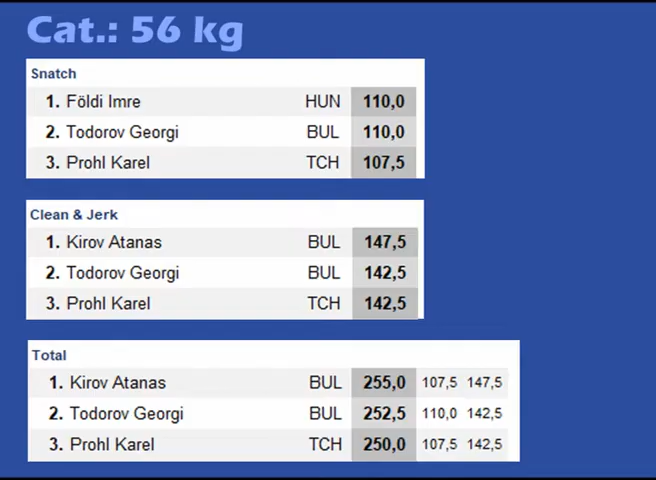 Cat.: 56 kg
Snatch
1. Földi Imre HUN 110,0
2. Todorov Georgi BUL 110,0
3. Prohl Karel TCH 107,5
Clean & Jerk
1. Kirov Atanas BUL 147,5
2. Todorov Georgi BUL 142,5
3. Prohl Karel TCH 142,5
Total
1. Kirov Atanas BUL 255,0 107,5 147,5
2. Todorov Georgi BUL 252,5 110,0 142,5
3. Prohl Karel TCH 250,0 107,5 142,5